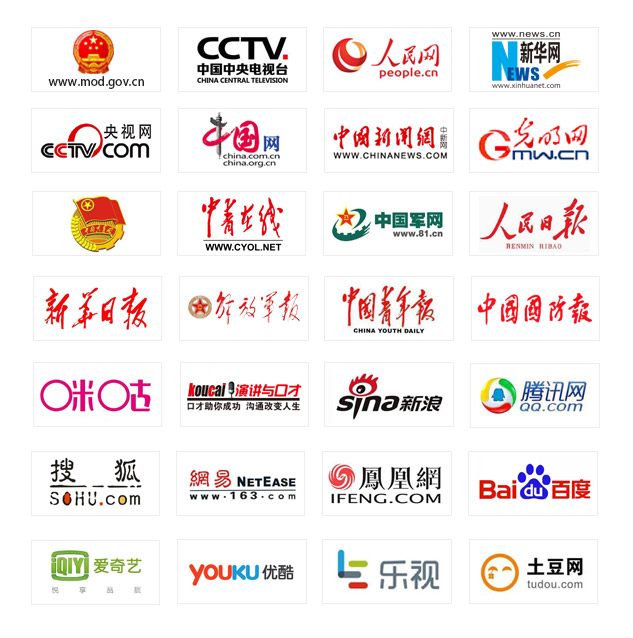 www.mod.gov.cn
CCTV.
中国中央电视台
CHINA CENTRAL TELEVISION
人民网
people.cn
www.news.cn
新华网
NEWS
www.xinhuanet.com
央视网
CCTV.COM
中国网
china.com.cn
china.org.cn
中国新闻網
中新网
WWW.CHINANEWS.COM
光明网
GMW.CN
中青在线
WWW.CYOL.NET
中国军网
www.81.cn
人民日报
RENMIN RIBAO
新华日报
解放军报
中国青年报
CHINA YOUTH DAILY
中国国防报
咪咕
koucai 演讲与口才
口才助你成功 沟通改变人生
sina新浪
腾讯网
QQ.COM
搜狐
SOHU.com
網易 NETEASE
www.163.com
鳳凰網
IFENG.COM
Bai du 百度
iQIYI 爱奇艺
悦享品质
YOUKU 优酷
乐视
土豆网
tudou.com